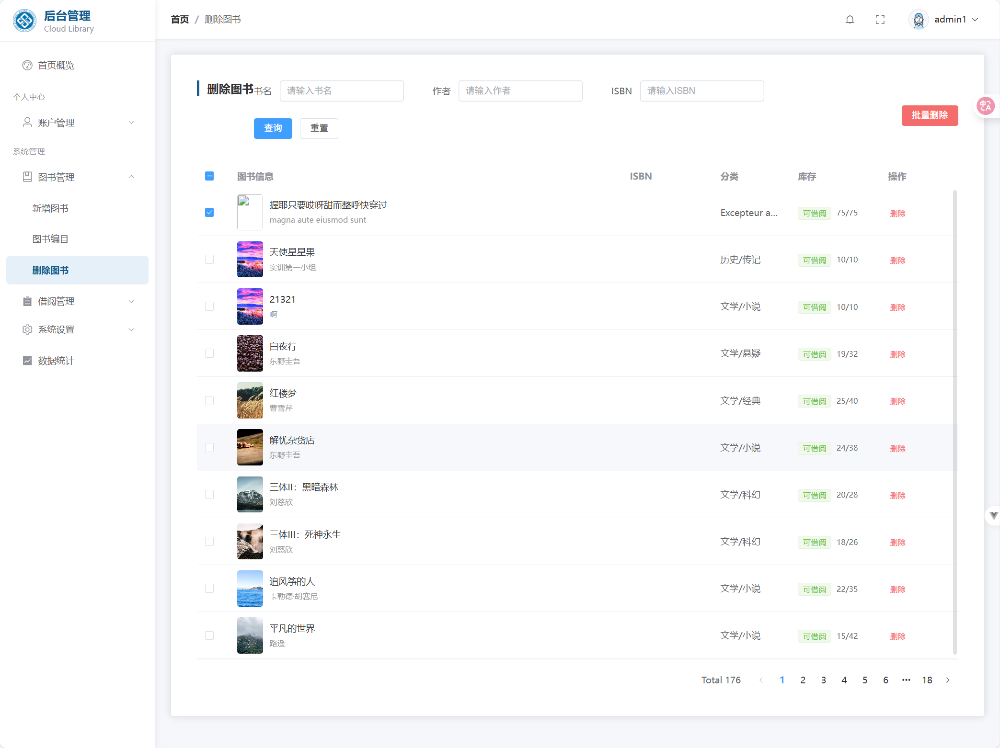 后台管理
Cloud Library
首页 / 删除图书
admin1
首页概览
个人中心
账户管理
系统管理
图书管理
新增图书
图书编目
删除图书
借阅管理
系统设置
数据统计
删除图书 书名 请输入书名 作者 请输入作者 ISBN 请输入ISBN
批量删除
查询 重置
图书信息 ISBN 分类 库存 操作
握耶只要哎呀甜而整呼快穿过
magna aute eiusmod sunt
Excepteur a... 可借阅 75/75 删除
天使星星果
实训第一小组
历史/传记 可借阅 10/10 删除
21321
啊
文学/小说 可借阅 10/10 删除
白夜行
东野圭吾
文学/悬疑 可借阅 19/32 删除
红楼梦
曹雪芹
文学/经典 可借阅 25/40 删除
解忧杂货店
东野圭吾
文学/小说 可借阅 24/38 删除
三体II：黑暗森林
刘慈欣
文学/科幻 可借阅 20/28 删除
三体III：死神永生
刘慈欣
文学/科幻 可借阅 18/26 删除
追风筝的人
卡勒德·胡赛尼
文学/小说 可借阅 22/35 删除
平凡的世界
路遥
文学/小说 可借阅 15/42 删除
Total 176 1 2 3 4 5 6 ••• 18